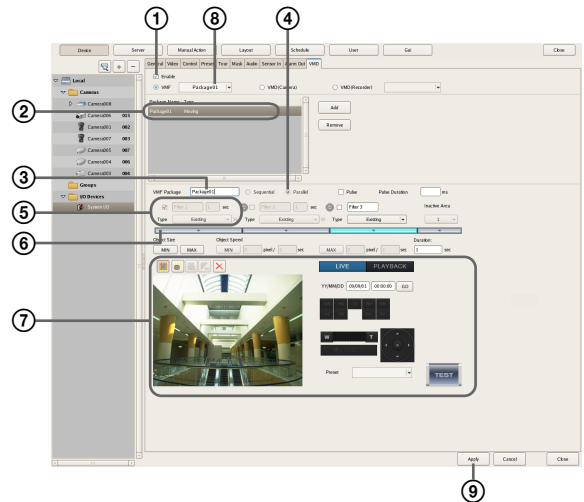 ① ⑧ ④
Device Server Manual Action Layout Schedule User GUI Close
General Video Control Preset Tour Mask Audio Sensor In Alarm Out VMD
Local
Cameras
Camera008
Camera006 005
Camera001 002
Camera007 003
Camera005 007
Camera004 006
Camera003 004
Groups
I/O Devices
System I/O
Enable
VMF Package01 VMD(Camera) VMD(Recorder)
②
Package Name Type
Package01 Moving
Add
Remove
③
VMF Package Package01 Sequential Parallel Pulse Pulse Duration ms
⑤
Filter 1 1 sec Filter 2 1 sec Filter 3 Inactive Area
Type Existing Type Existing Type Existing 1
⑥
Object Size Object Speed Duration:
MIN MAX MIN pixel / sec MAX pixel / sec sec
⑦
LIVE PLAYBACK
YY/MM/DD 09/09/01 00:00:00 GO
W T
Preset
TEST
Apply Cancel Close
⑨